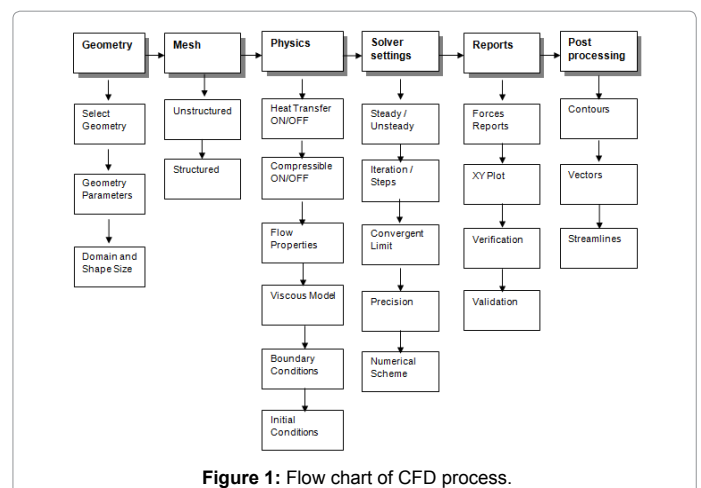 Geometry
Mesh
Physics
Solver
settings
Reports
Post
processing
Select
Geometry
Geometry
Parameters
Domain and
Shape Size
Unstructured
Structured
Heat Transfer
ON/OFF
Compressible
ON/OFF
Flow
Properties
Viscous Model
Boundary
Conditions
Initial
Conditions
Steady /
Unsteady
Iteration /
Steps
Convergent
Limit
Precision
Numerical
Scheme
Forces
Reports
XY Plot
Verification
Validation
Contours
Vectors
Streamlines
Figure 1: Flow chart of CFD process.